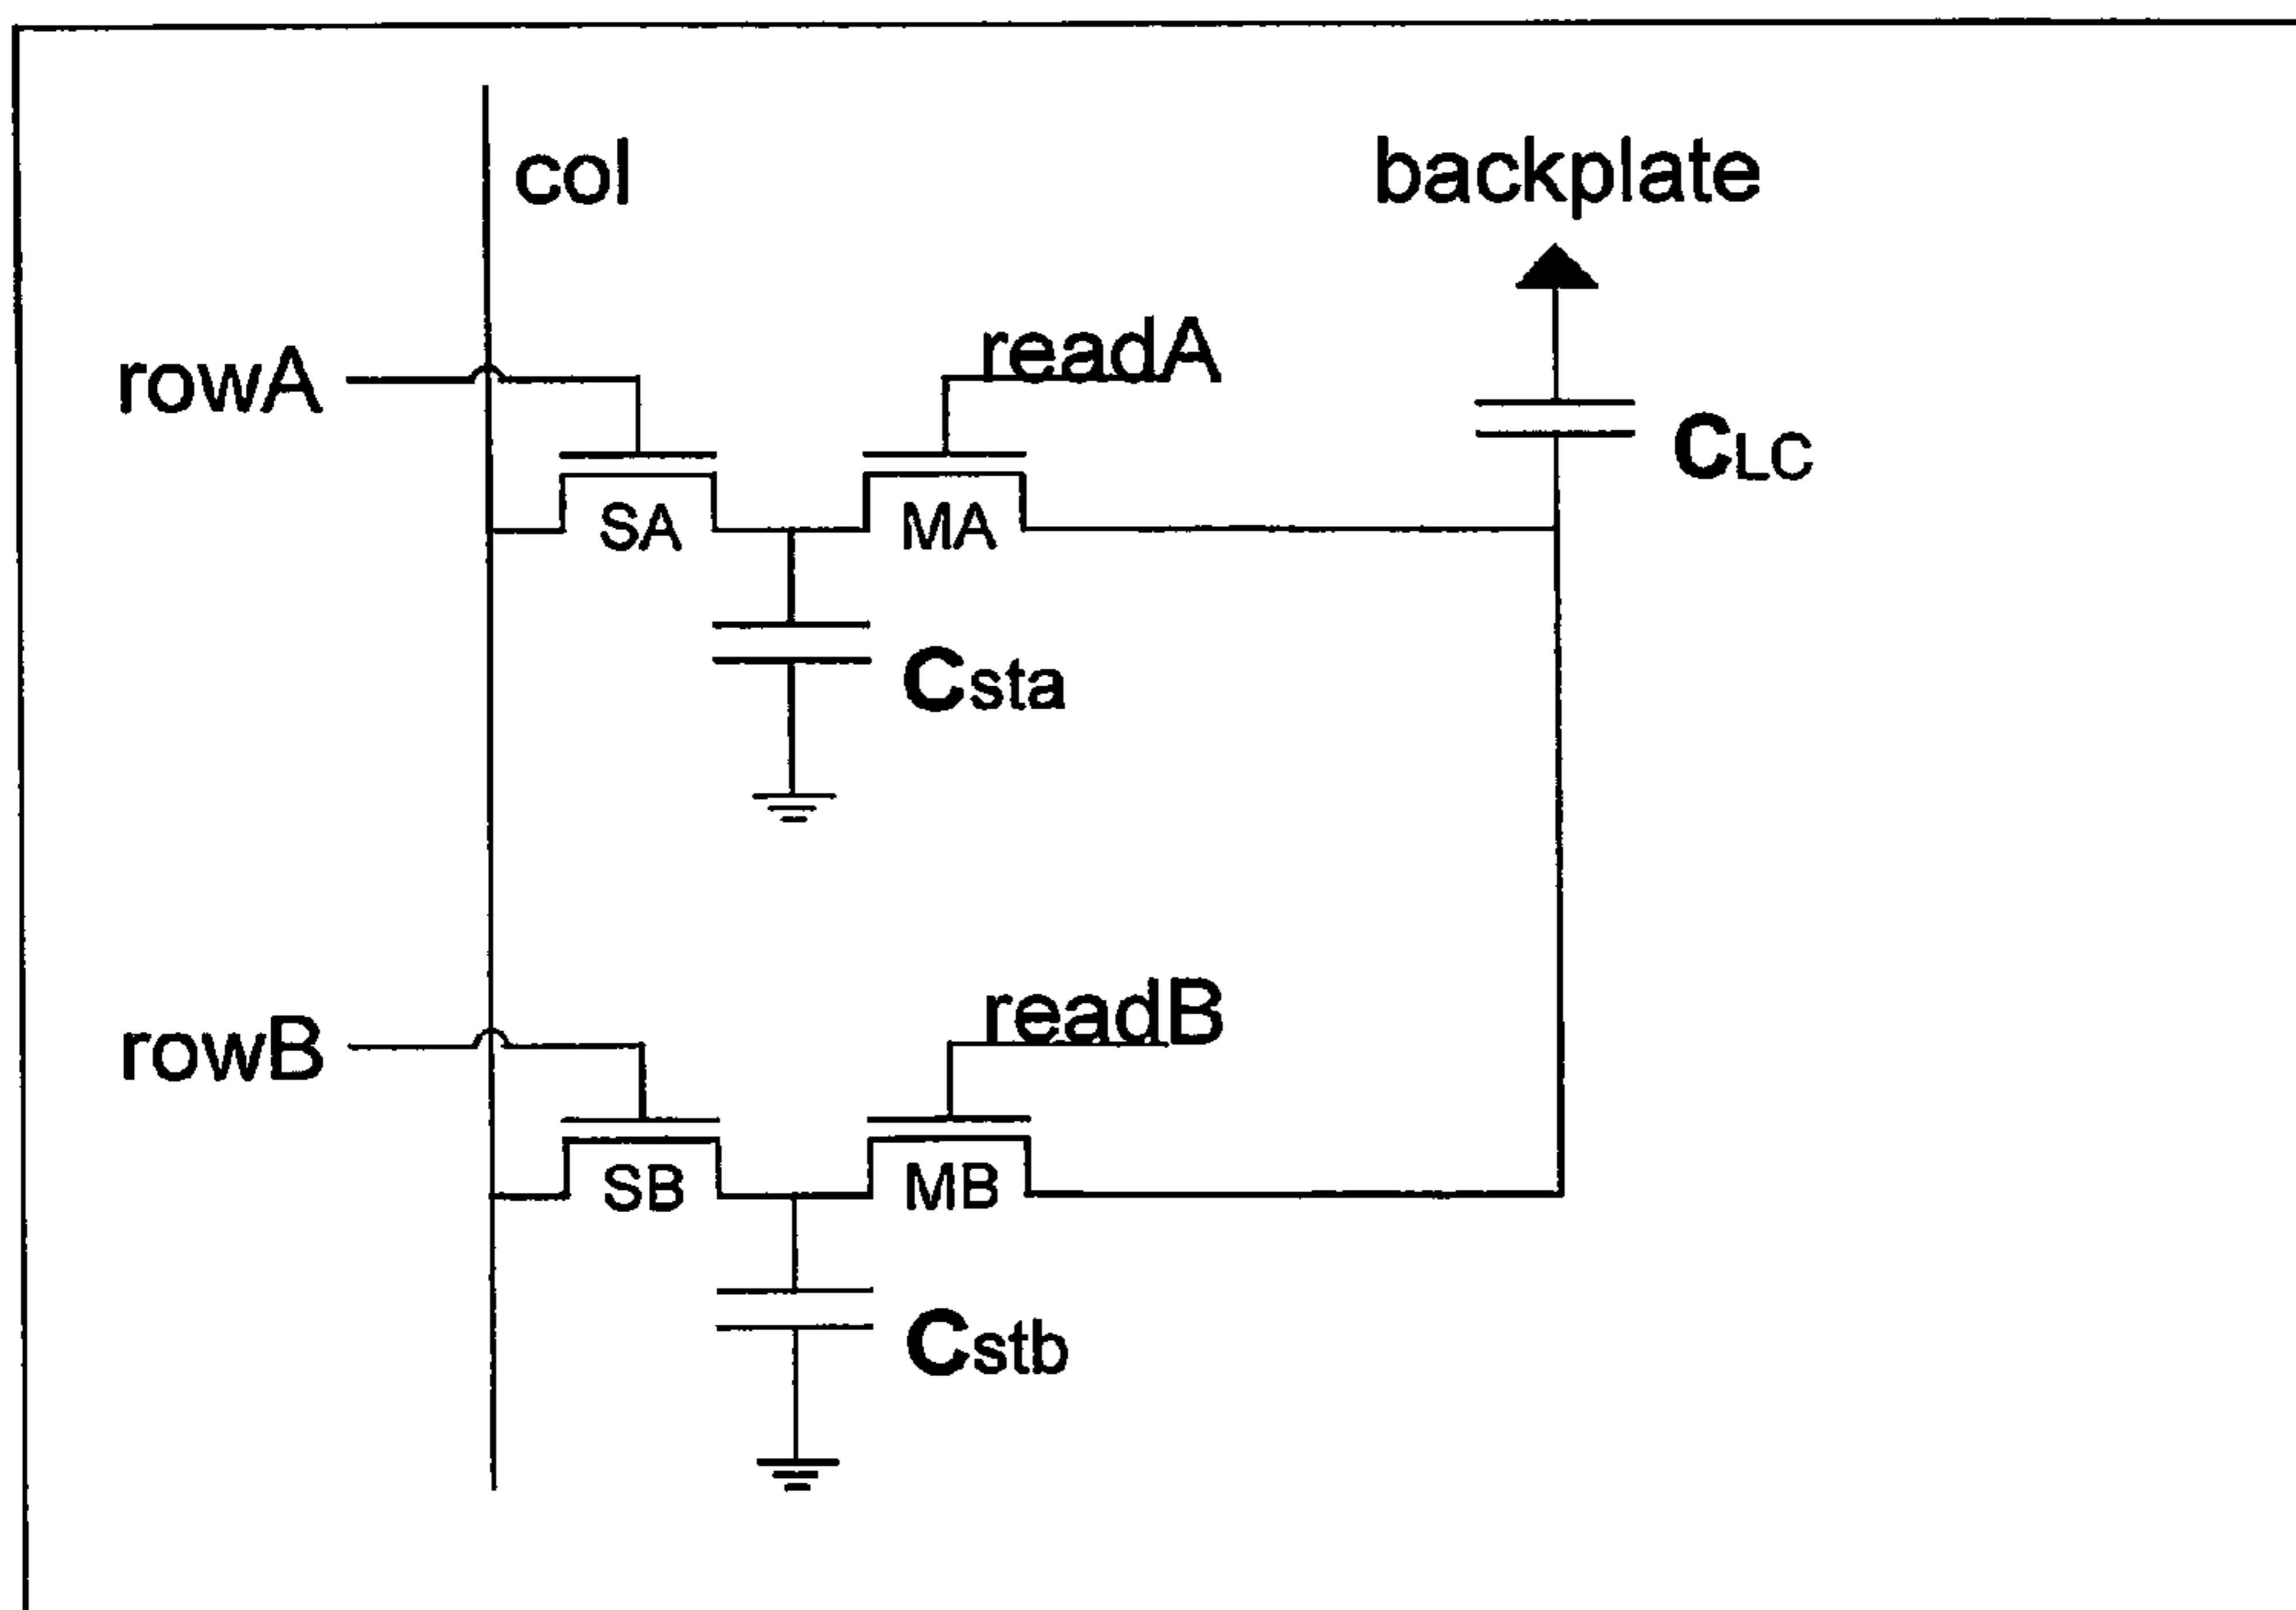 col
backplate
rowA
readA
CLC
SA
MA
Csta
rowB
readB
SB
MB
Cstb